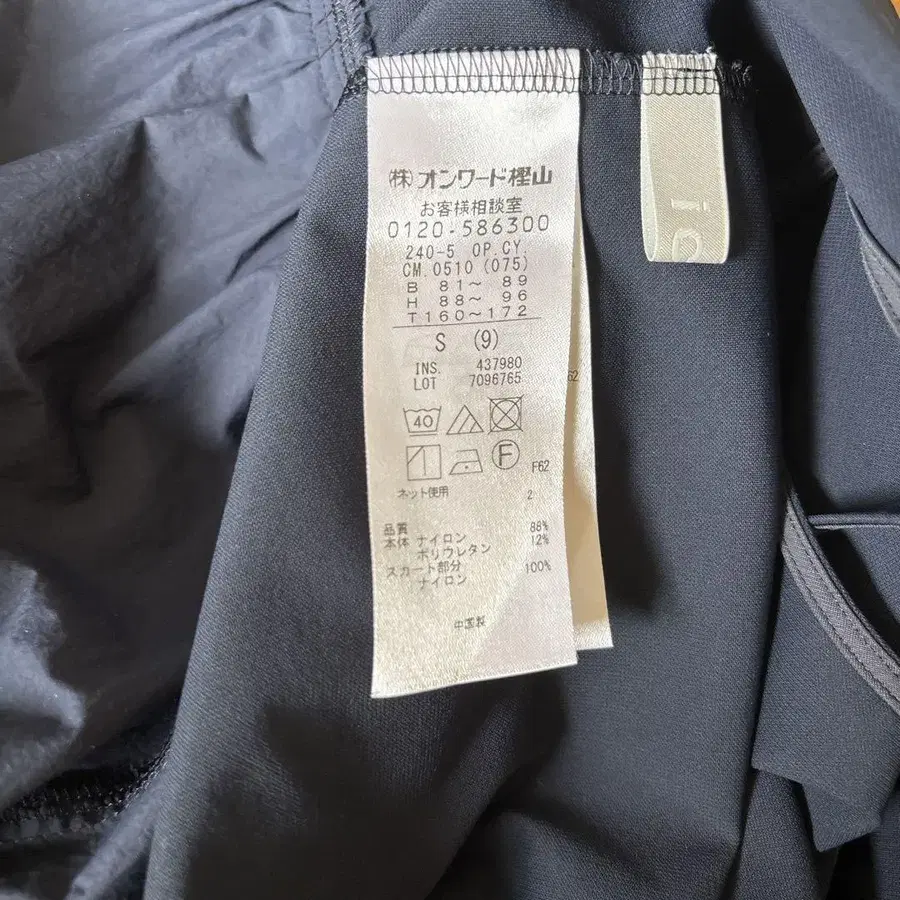 (株)オンワード樫山
お客様相談室
0120-586300
240-5 OP.CY.
CM.0510 (075)
B 81〜 89
H 88〜 96
T160〜172
S (9)
INS. 437980
LOT 7096765
40
F
F62
ネット使用 2
品質
本体 ナイロン 88%
ポリウレタン 12%
スカート部分
ナイロン 100%
中国製
62